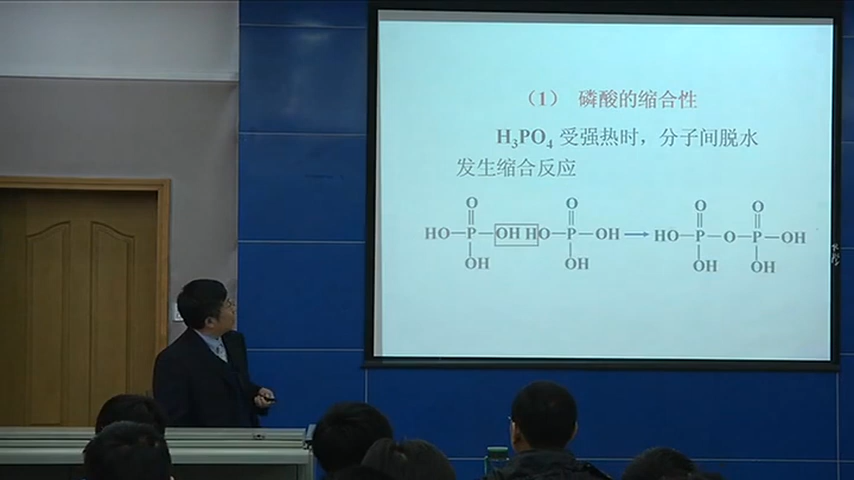 （1） 磷酸的缩合性
H₃PO₄ 受强热时，分子间脱水
发生缩合反应
O O O O
HO—P—OH HO—P—OH → HO—P—O—P—OH
OH OH OH OH